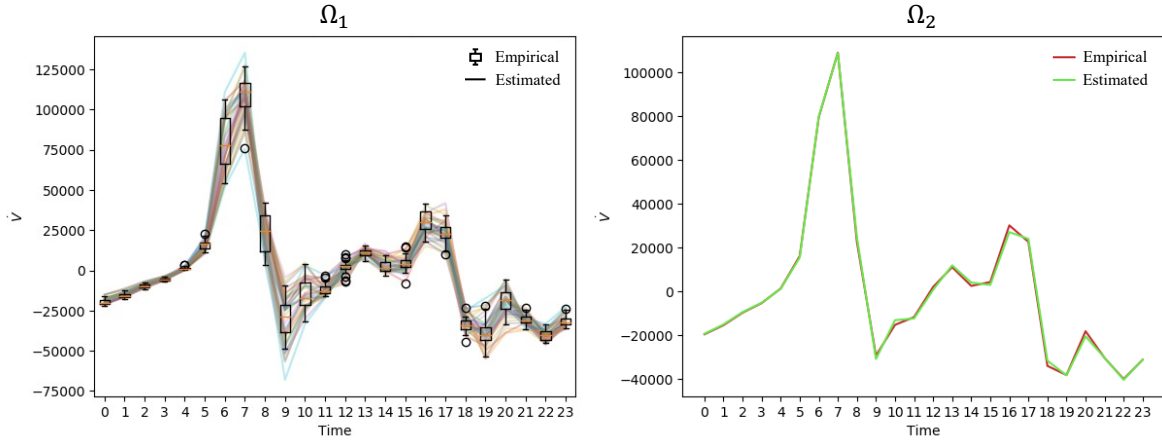 Ω₁
Empirical
Estimated
125000
100000
75000
50000
25000
0
−25000
−50000
−75000
v̇
0 1 2 3 4 5 6 7 8 9 10 11 12 13 14 15 16 17 18 19 20 21 22 23
Time
Ω₂
Empirical
Estimated
100000
80000
60000
40000
20000
0
−20000
−40000
v̇
0 1 2 3 4 5 6 7 8 9 10 11 12 13 14 15 16 17 18 19 20 21 22 23
Time